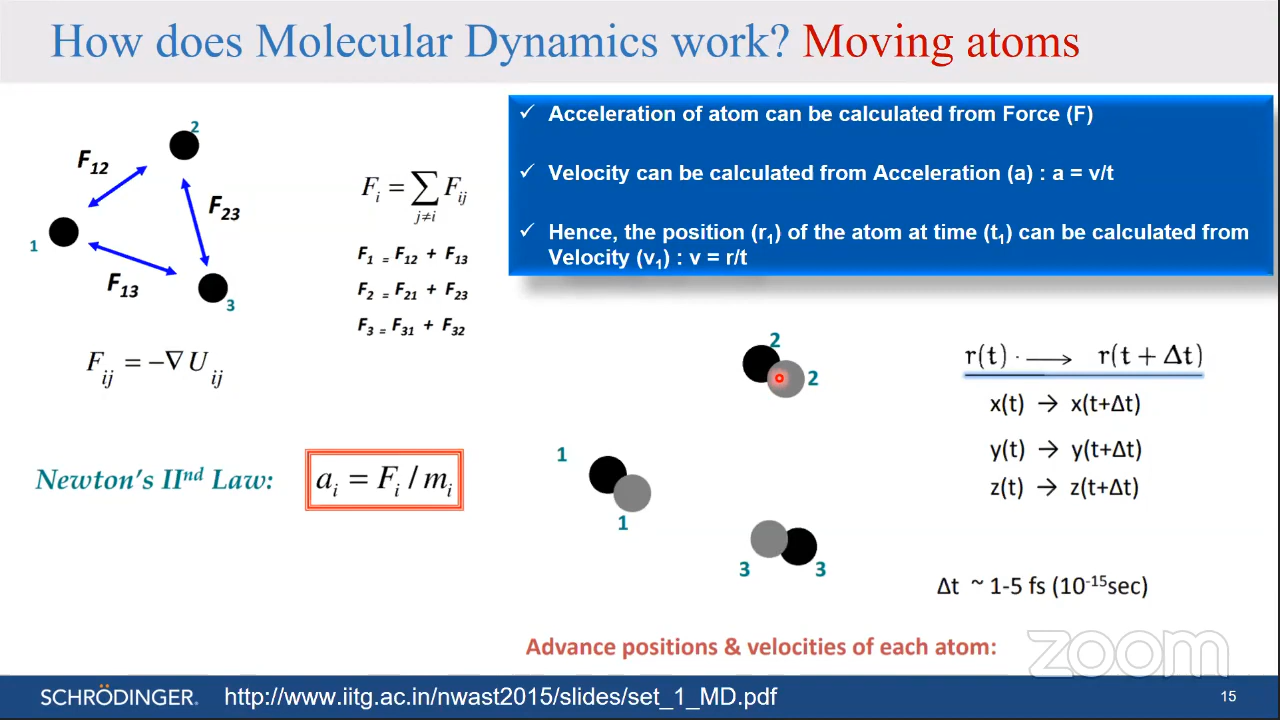 How does Molecular Dynamics work? Moving atoms
2
F12
F23
1
F13
3
Fi = ∑ Fij
j≠i
F1 = F12 + F13
F2 = F21 + F23
F3 = F31 + F32
Fij = −∇Uij
Newton's IInd Law:
ai = Fi / mi
✓ Acceleration of atom can be calculated from Force (F)
✓ Velocity can be calculated from Acceleration (a) : a = v/t
✓ Hence, the position (r1) of the atom at time (t1) can be calculated from
Velocity (v1) : v = r/t
2
2
1
1
3
3
r(t) · → r(t + Δt)
x(t) → x(t+Δt)
y(t) → y(t+Δt)
z(t) → z(t+Δt)
Δt ~ 1-5 fs (10-15sec)
Advance positions & velocities of each atom:
zoom
SCHRÖDINGER.
http://www.iitg.ac.in/nwast2015/slides/set_1_MD.pdf
15